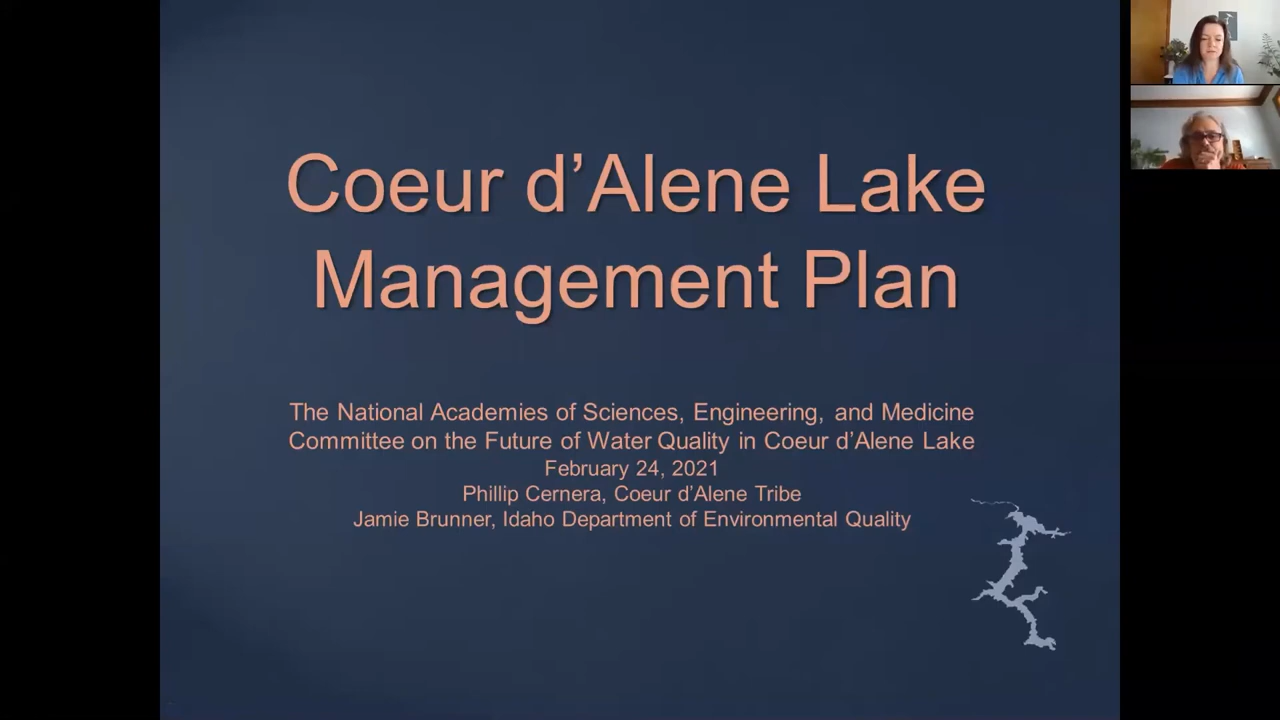 Coeur d’Alene Lake
Management Plan
The National Academies of Sciences, Engineering, and Medicine
Committee on the Future of Water Quality in Coeur d’Alene Lake
February 24, 2021
Phillip Cernera, Coeur d’Alene Tribe
Jamie Brunner, Idaho Department of Environmental Quality